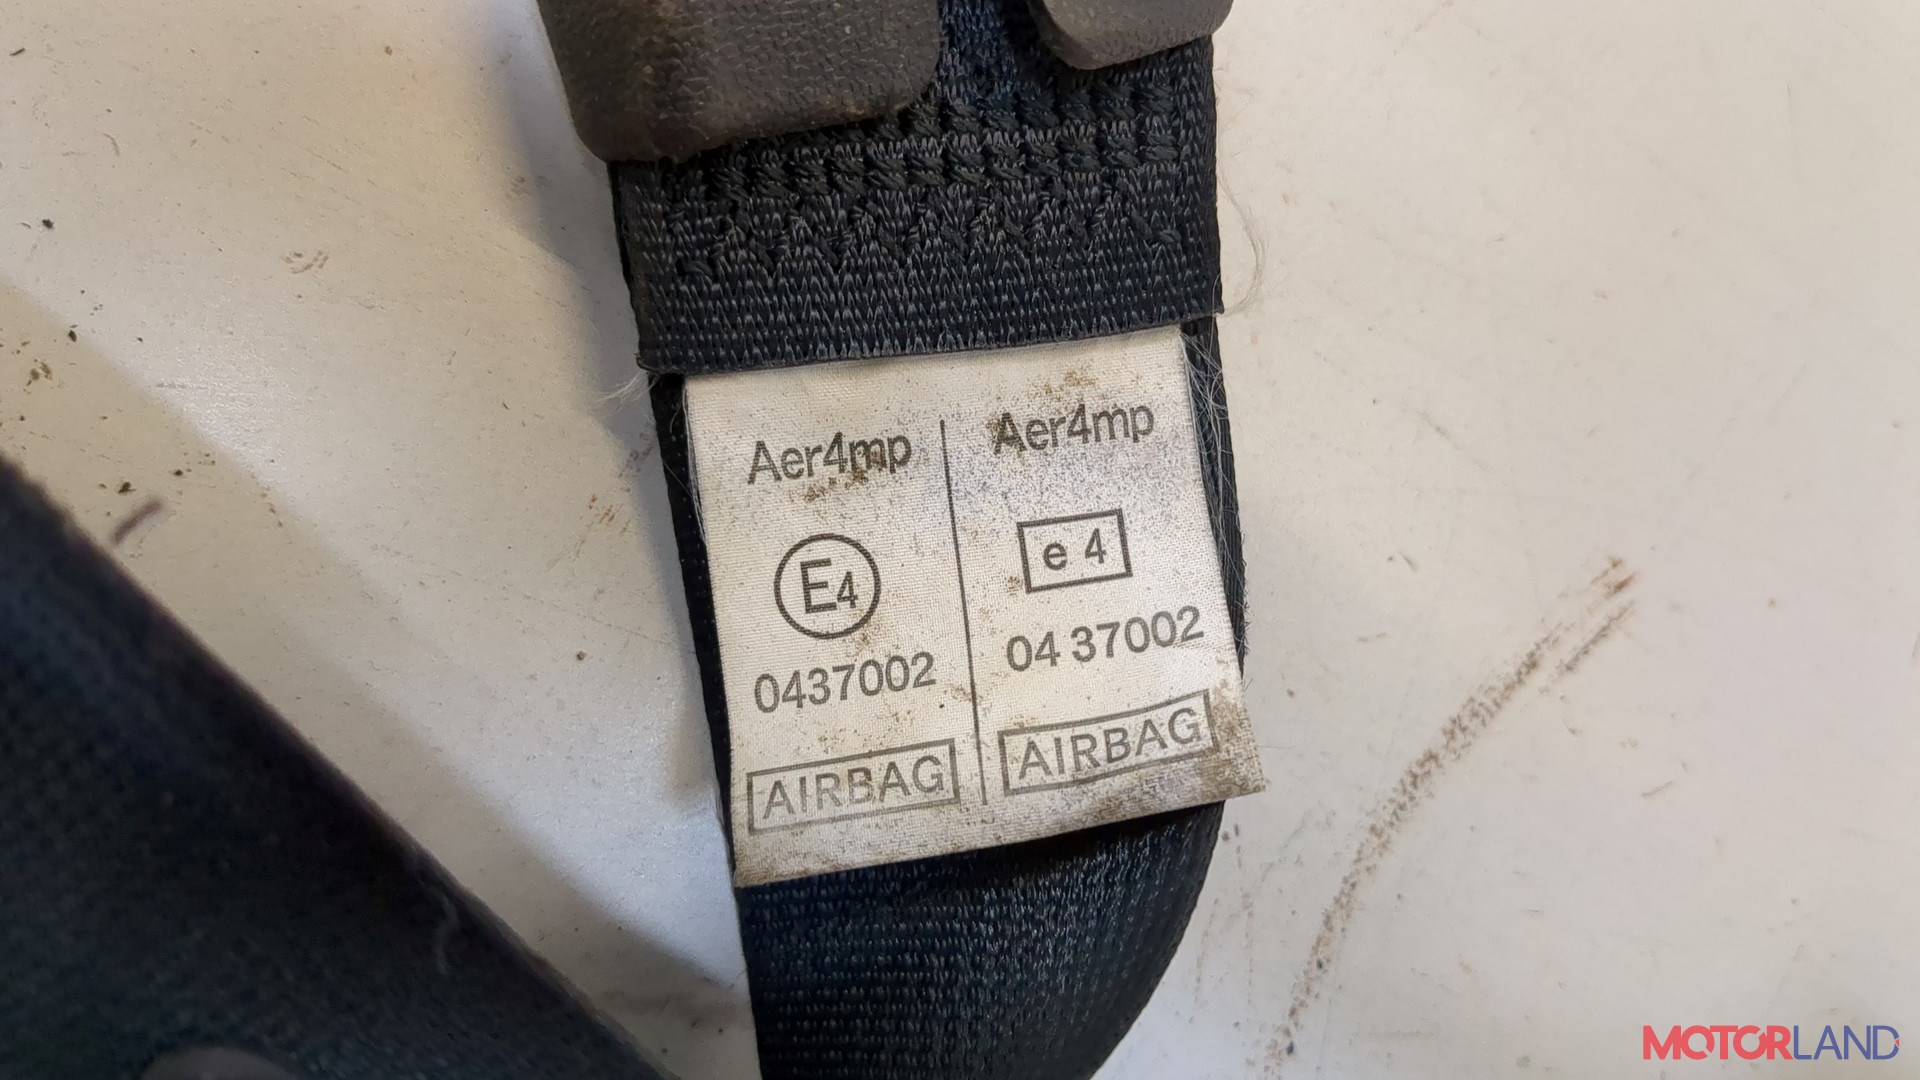 Aer4mp
E4
0437002
AIRBAG
Aer4mp
e 4
04 37002
AIRBAG
MOTORLAND